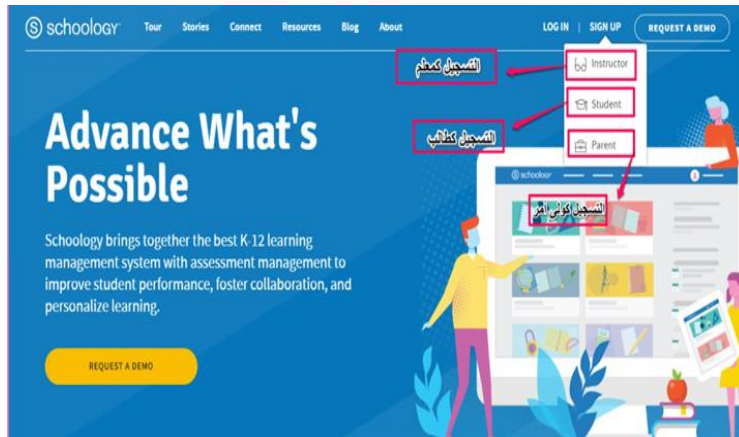 S schoology
Tour Stories Connect Resources Blog About
LOG IN | SIGN UP REQUEST A DEMO
التسجيل كمعلم
Instructor
Student
التسجيل كطالب
Parent
Advance What's
Possible
S schoology
التسجيل كولي امر
Schoology brings together the best K-12 learning
management system with assessment management to
improve student performance, foster collaboration, and
personalize learning.
REQUEST A DEMO